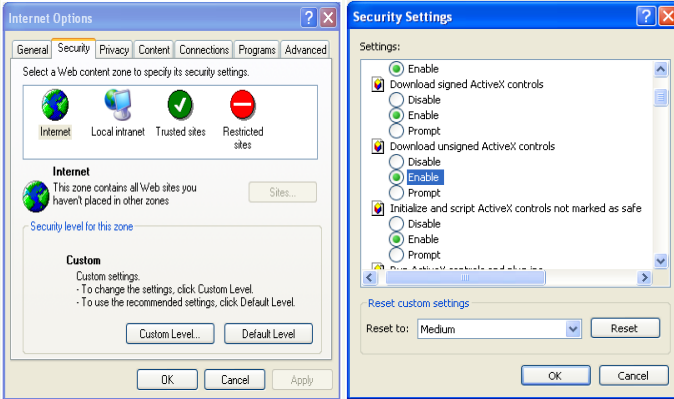 Internet Options
General Security Privacy Content Connections Programs Advanced
Select a Web content zone to specify its security settings.
Internet Local intranet Trusted sites Restricted sites
Internet
This zone contains all Web sites you
haven't placed in other zones
Sites...
Security level for this zone
Custom
Custom settings.
- To change the settings, click Custom Level.
- To use the recommended settings, click Default Level.
Custom Level... Default Level
OK Cancel Apply
Security Settings
Settings:
Enable
Download signed ActiveX controls
Disable
Enable
Prompt
Download unsigned ActiveX controls
Disable
Enable
Prompt
Initialize and script ActiveX controls not marked as safe
Disable
Enable
Prompt
Reset custom settings
Reset to: Medium Reset
OK Cancel